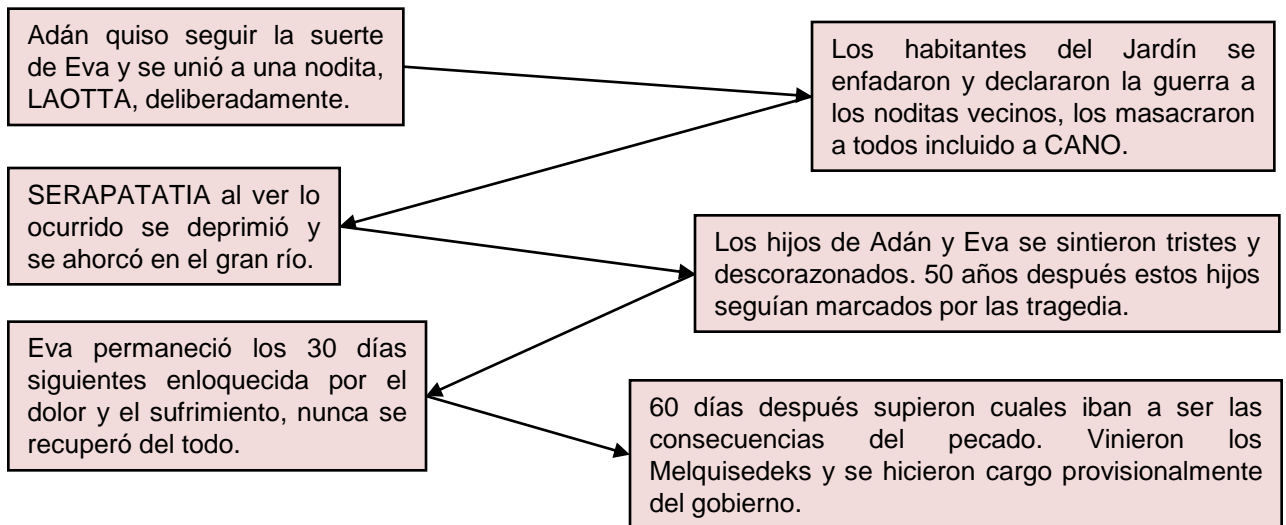 Adán quiso seguir la suerte
de Eva y se unió a una nodita,
LAOTTA, deliberadamente.
Los habitantes del Jardín se
enfadaron y declararon la guerra a
los noditas vecinos, los masacraron
a todos incluido a CANO.
SERAPATATIA al ver lo
ocurrido se deprimió y
se ahorcó en el gran río.
Los hijos de Adán y Eva se sintieron tristes y
descorazonados. 50 años después estos hijos
seguían marcados por las tragedia.
Eva permaneció los 30 días
siguientes enloquecida por el
dolor y el sufrimiento, nunca se
recuperó del todo.
60 días después supieron cuales iban a ser las
consecuencias del pecado. Vinieron los
Melquisedeks y se hicieron cargo provisionalmente
del gobierno.